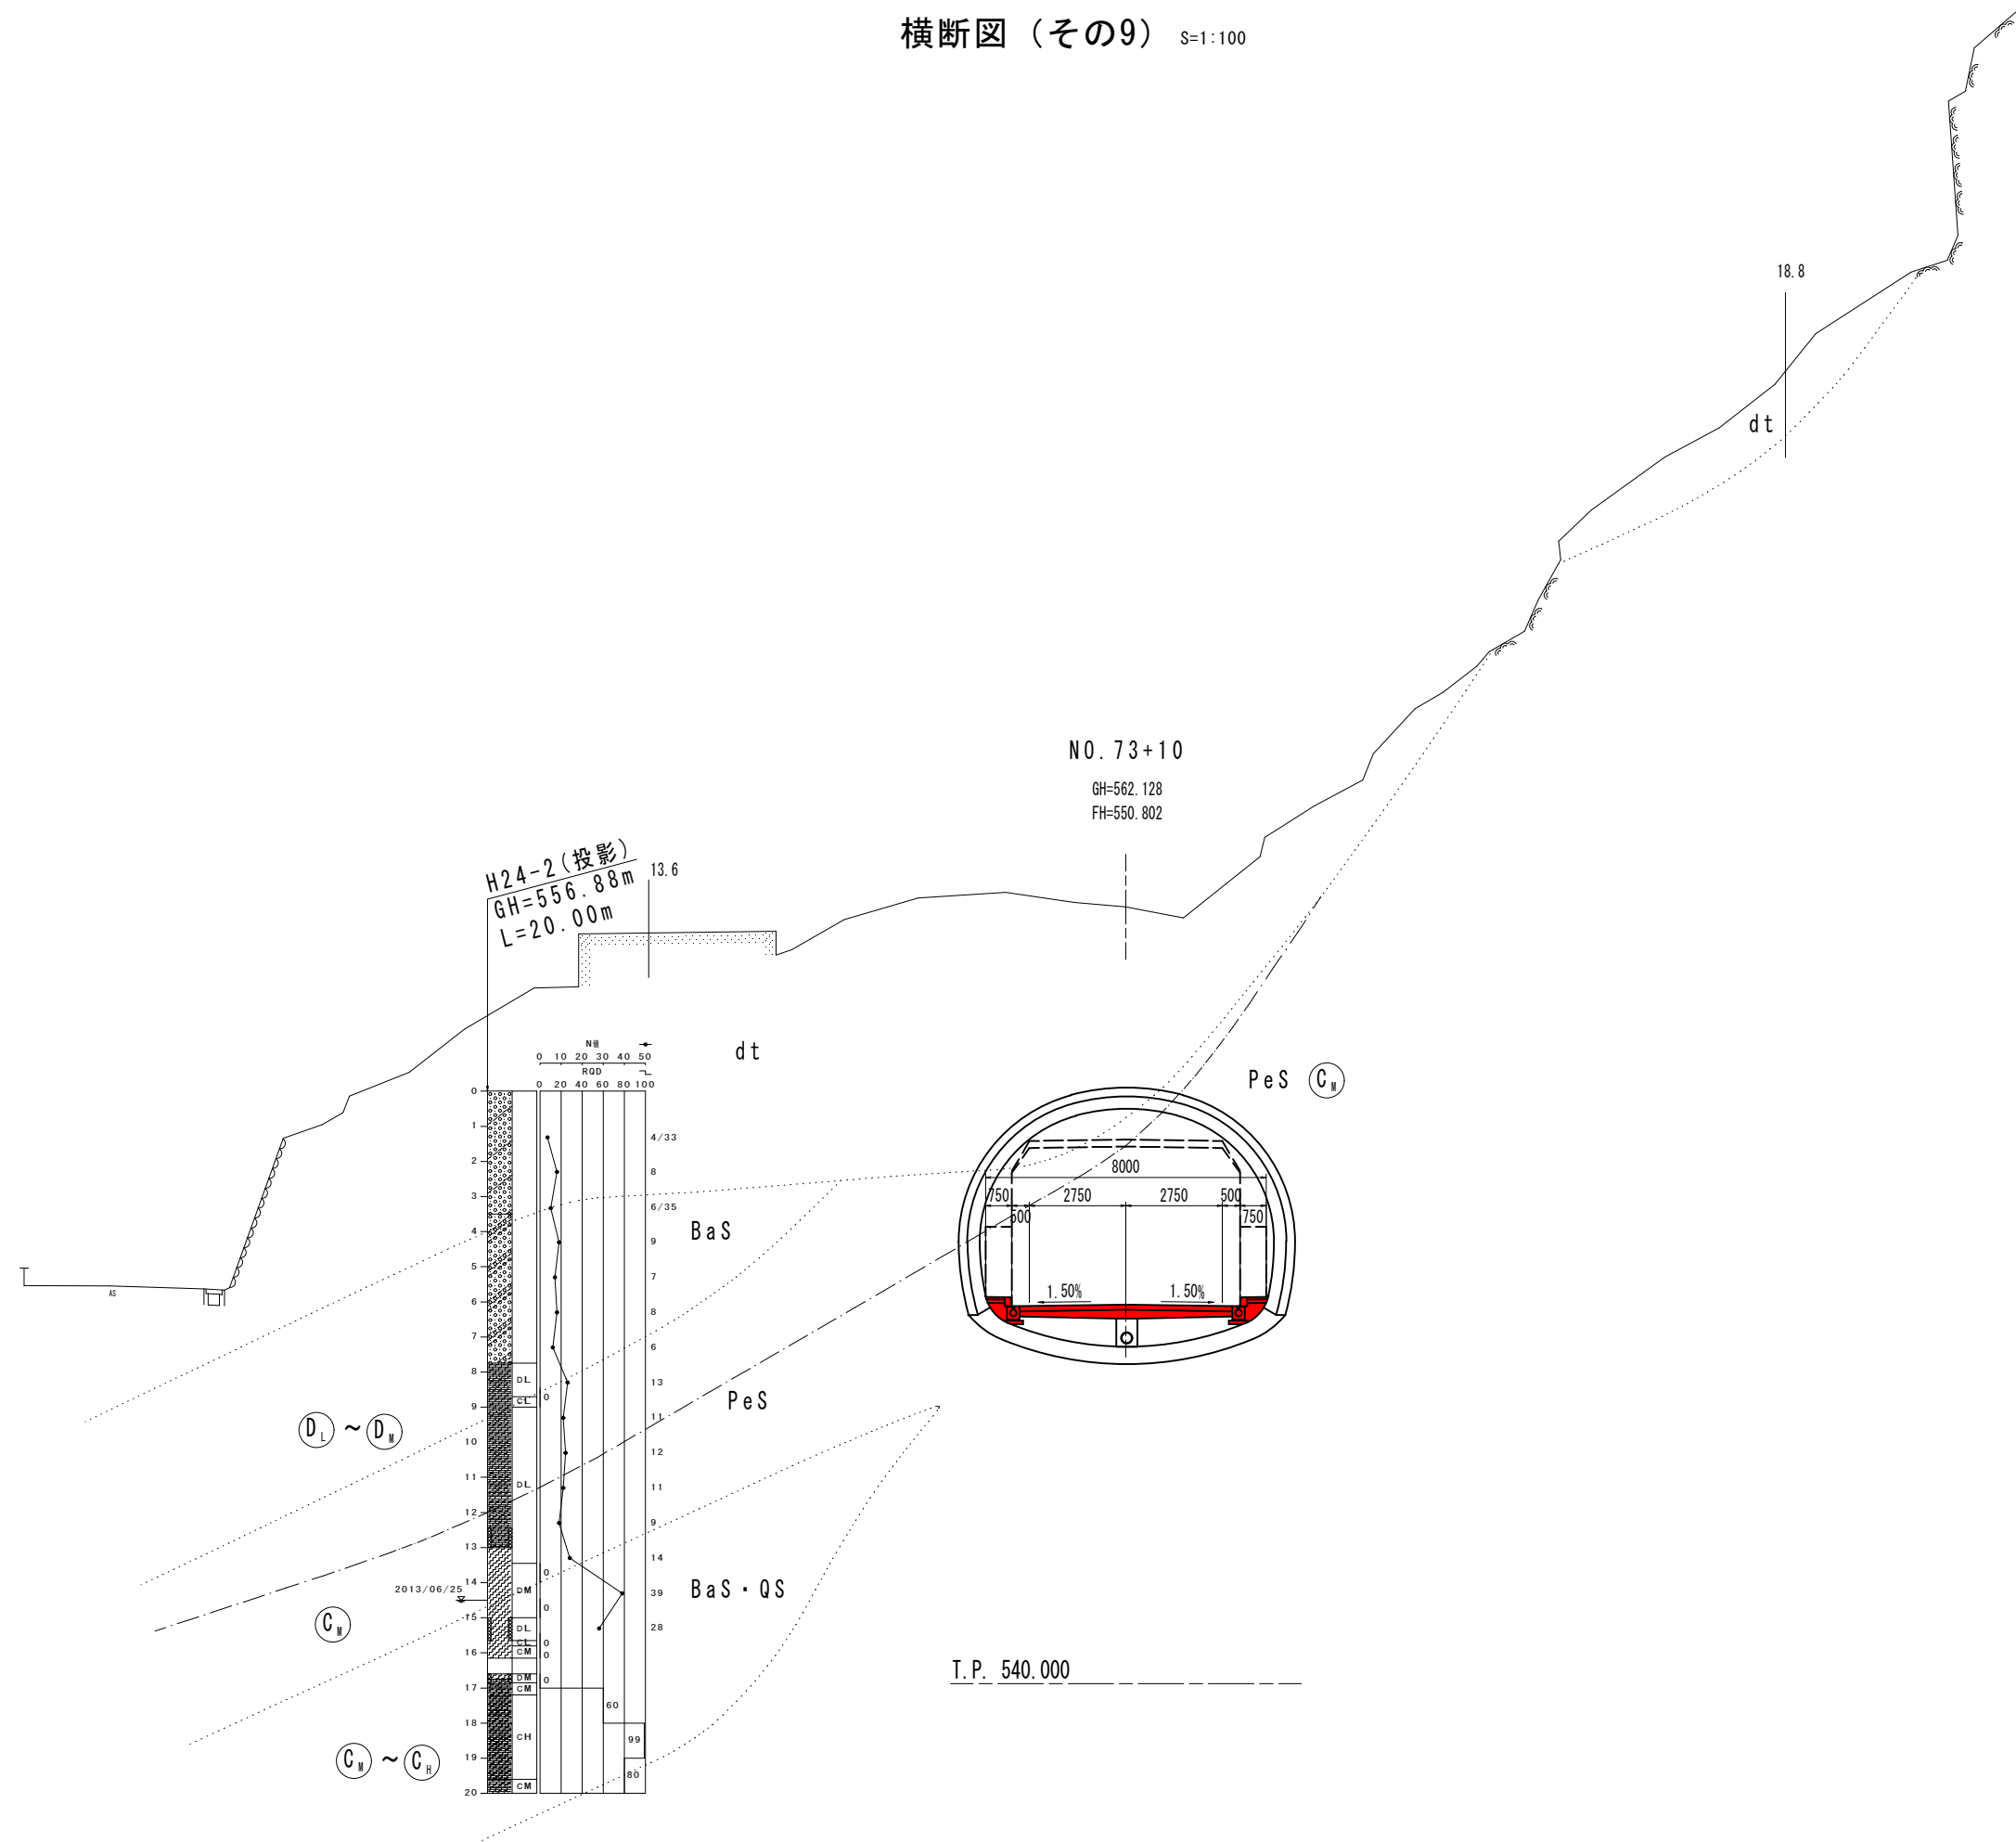 横断図（その9） S=1:100
18.8
dt
NO.73+10
GH=562.128
FH=550.802
H24-2(投影)
GH=556.88m
L=20.00m
13.6
dt
N値
0 10 20 30 40 50
RQD
0 20 40 60 80 100
PeS C M
0
1
2
3
4
5
6
7
8
9
10
11
12
13
14
15
16
17
18
19
20
4/33
8
6/35
9
7
8
6
13
11
12
11
9
14
39
28
DL
CL
DL
DM
DL
CL
CM
DM
CM
CH
CM
0
0
0
0
0
0
60
99
80
2013/06/25
AS
BaS
PeS
BaS・QS
D L ～ D M
C M
C M ～ C H
8000
750 2750 2750 500
500 750
1.50% 1.50%
T.P. 540.000